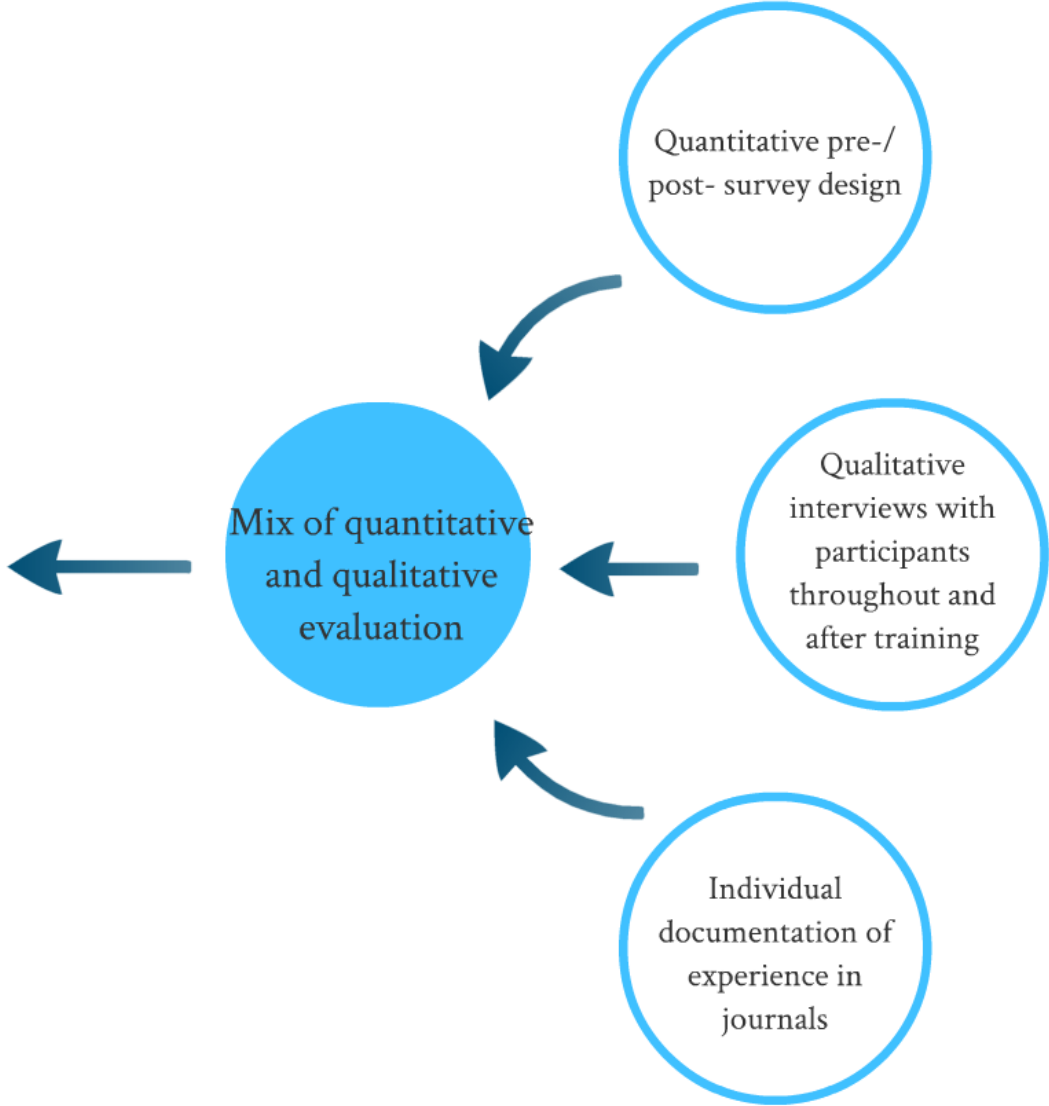 Quantitative pre-/
post- survey design
Mix of quantitative
and qualitative
evaluation
Qualitative
interviews with
participants
throughout and
after training
Individual
documentation of
experience in
journals